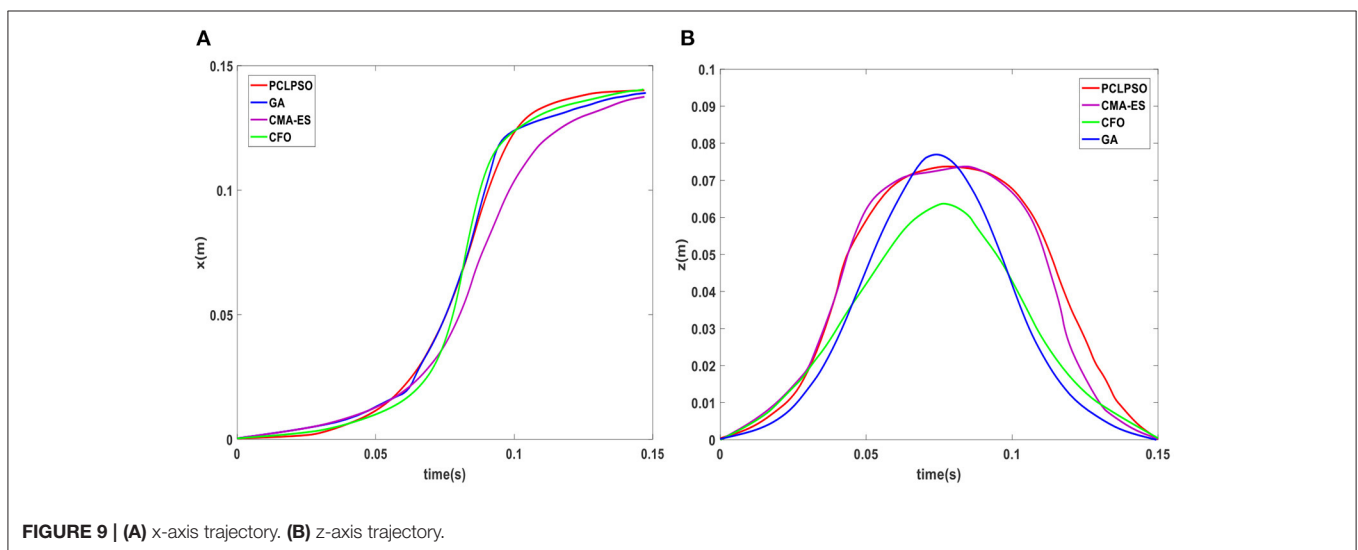 A
0.15
0.1
0.05
0
x(m)
PCLPSO
GA
CMA-ES
CFO
0
0.05
0.1
0.15
time(s)
B
0.1
0.09
0.08
0.07
0.06
0.05
0.04
0.03
0.02
0.01
0
z(m)
PCLPSO
CMA-ES
CFO
GA
0
0.05
0.1
0.15
time(s)
FIGURE 9 | (A) x-axis trajectory. (B) z-axis trajectory.